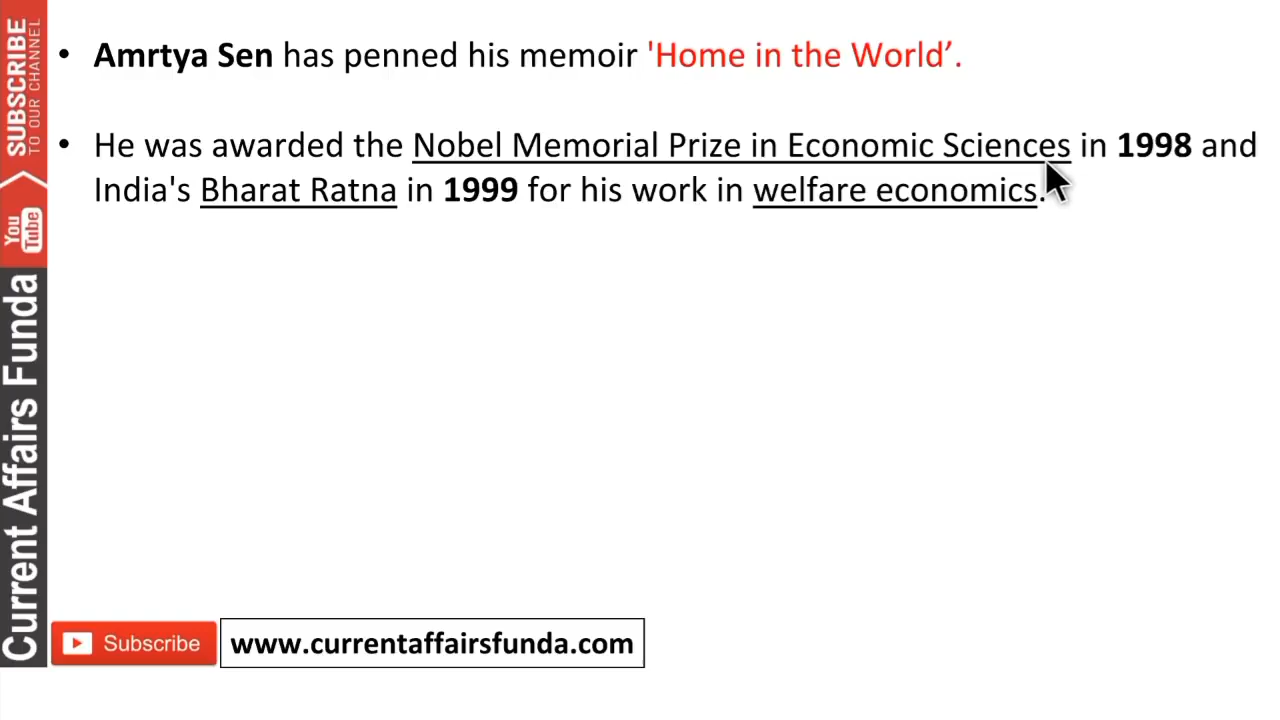 • Amrtya Sen has penned his memoir 'Home in the World’.
• He was awarded the Nobel Memorial Prize in Economic Sciences in 1998 and
India's Bharat Ratna in 1999 for his work in welfare economics.
SUBSCRIBE
TO OUR CHANNEL
You
Tube
Current Affairs Funda
Subscribe
www.currentaffairsfunda.com